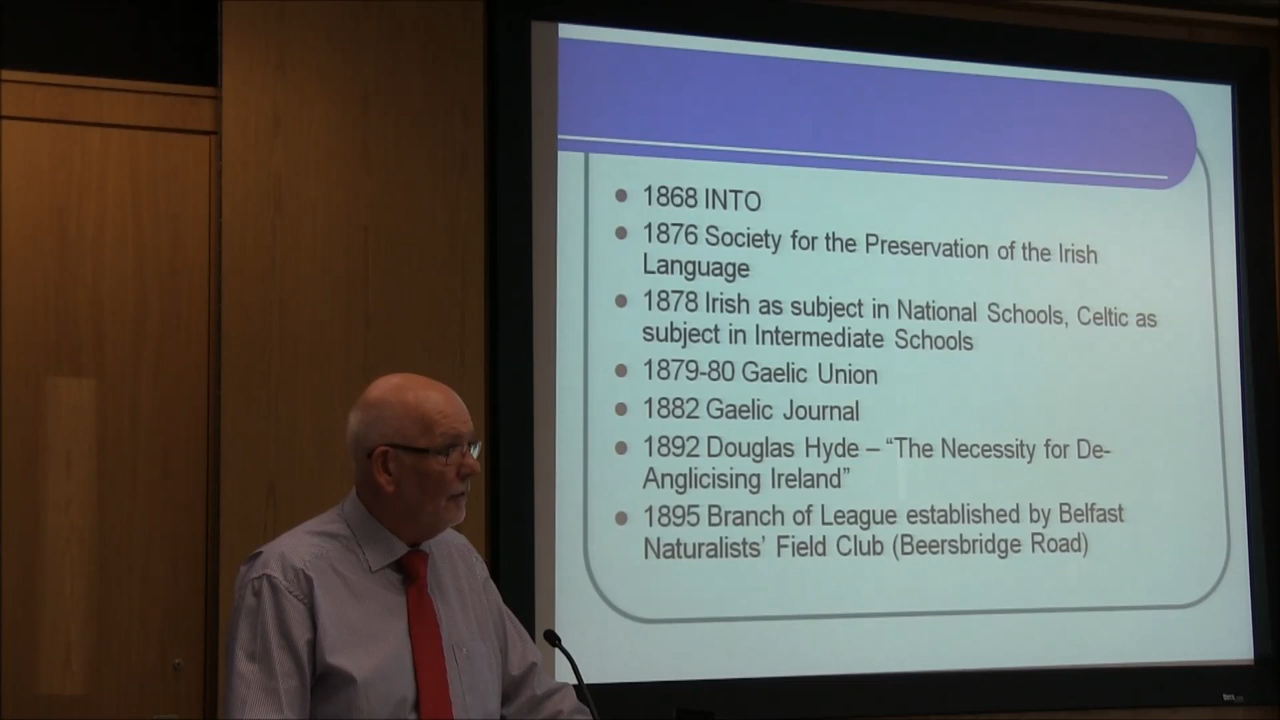 1868 INTO
1876 Society for the Preservation of the Irish
Language
1878 Irish as subject in National Schools, Celtic as
subject in Intermediate Schools
1879-80 Gaelic Union
1882 Gaelic Journal
1892 Douglas Hyde – “The Necessity for De-
Anglicising Ireland”
1895 Branch of League established by Belfast
Naturalists’ Field Club (Beersbridge Road)